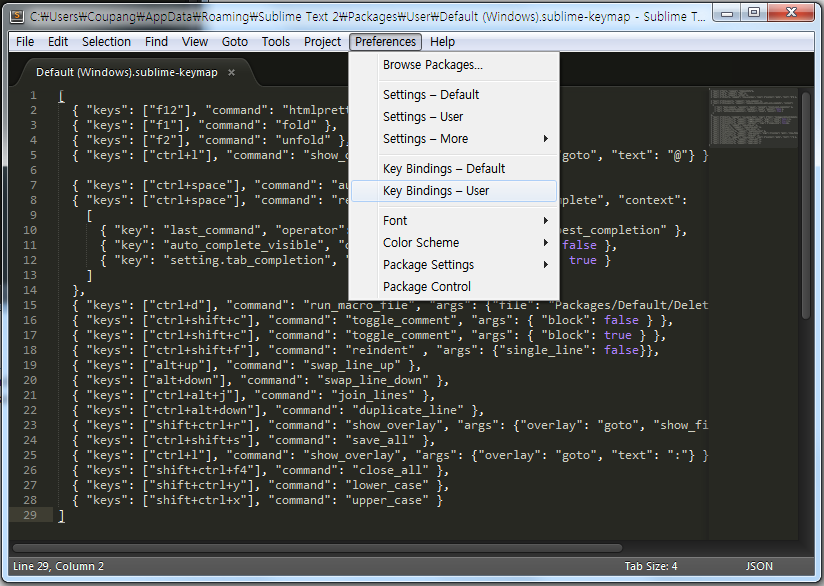 C:₩Users₩Coupang₩AppData₩Roaming₩Sublime Text 2₩Packages₩User₩Default (Windows).sublime-keymap - Sublime T...
File Edit Selection Find View Goto Tools Project Preferences Help
Default (Windows).sublime-keymap ×
Browse Packages...
Settings – Default
Settings – User
Settings – More
Key Bindings – Default
Key Bindings – User
Font
Color Scheme
Package Settings
Package Control
1 [
2 { "keys": ["f12"], "command": "htmlprett
3 { "keys": ["f1"], "command": "fold" },
4 { "keys": ["f2"], "command": "unfold" },
5 { "keys": ["ctrl+l"], "command": "show_ goto", "text": "@"} }
6
7 { "keys": ["ctrl+space"], "command": "au
8 { "keys": ["ctrl+space"], "command": "re plete", "context":
9 [
10 { "key": "last_command", "operator": est_completion" },
11 { "key": "auto_complete_visible", " false },
12 { "key": "setting.tab_completion", " true }
13 ]
14 },
15 { "keys": ["ctrl+d"], "command": "run_macro_file", "args": {"file": "Packages/Default/Delet
16 { "keys": ["ctrl+shift+c"], "command": "toggle_comment", "args": { "block": false } },
17 { "keys": ["ctrl+shift+c"], "command": "toggle_comment", "args": { "block": true } },
18 { "keys": ["ctrl+shift+f"], "command": "reindent" , "args": {"single_line": false}},
19 { "keys": ["alt+up"], "command": "swap_line_up" },
20 { "keys": ["alt+down"], "command": "swap_line_down" },
21 { "keys": ["ctrl+alt+j"], "command": "join_lines" },
22 { "keys": ["ctrl+alt+down"], "command": "duplicate_line" },
23 { "keys": ["shift+ctrl+r"], "command": "show_overlay", "args": {"overlay": "goto", "show_fi
24 { "keys": ["ctrl+shift+s"], "command": "save_all" },
25 { "keys": ["ctrl+l"], "command": "show_overlay", "args": {"overlay": "goto", "text": ":"} }
26 { "keys": ["shift+ctrl+f4"], "command": "close_all" },
27 { "keys": ["shift+ctrl+y"], "command": "lower_case" },
28 { "keys": ["shift+ctrl+x"], "command": "upper_case" }
29 ]
Line 29, Column 2 Tab Size: 4 JSON